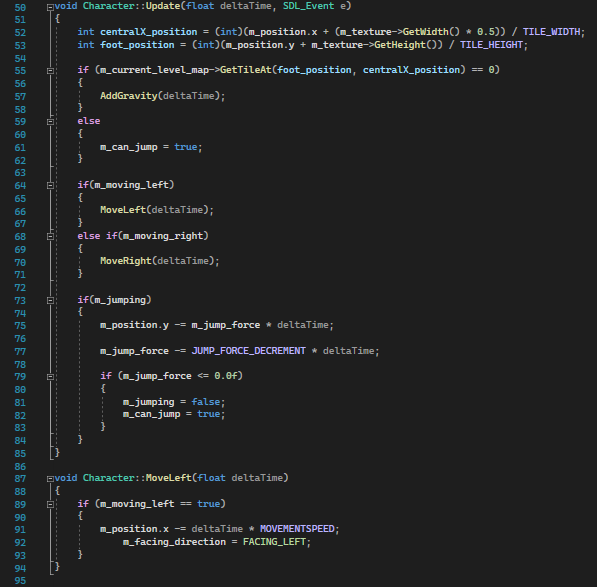 50 void Character::Update(float deltaTime, SDL_Event e)
51 {
52 int centralX_position = (int)(m_position.x + (m_texture->GetWidth() * 0.5)) / TILE_WIDTH;
53 int foot_position = (int)(m_position.y + m_texture->GetHeight()) / TILE_HEIGHT;
54
55 if (m_current_level_map->GetTileAt(foot_position, centralX_position) == 0)
56 {
57 AddGravity(deltaTime);
58 }
59 else
60 {
61 m_can_jump = true;
62 }
63
64 if(m_moving_left)
65 {
66 MoveLeft(deltaTime);
67 }
68 else if(m_moving_right)
69 {
70 MoveRight(deltaTime);
71 }
72
73 if(m_jumping)
74 {
75 m_position.y -= m_jump_force * deltaTime;
76
77 m_jump_force -= JUMP_FORCE_DECREMENT * deltaTime;
78
79 if (m_jump_force <= 0.0f)
80 {
81 m_jumping = false;
82 m_can_jump = true;
83 }
84 }
85 }
86
87 void Character::MoveLeft(float deltaTime)
88 {
89 if (m_moving_left == true)
90 {
91 m_position.x -= deltaTime * MOVEMENTSPEED;
92 m_facing_direction = FACING_LEFT;
93 }
94 }
95